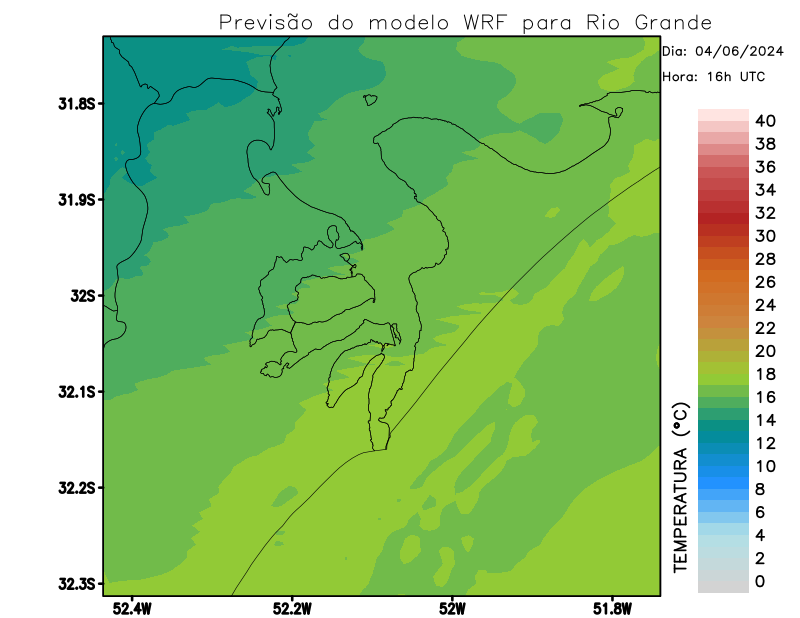 Previsão do modelo WRF para Rio Grande
Dia: 04/06/2024
Hora: 16h UTC
31.8S
31.9S
32S
32.1S
32.2S
32.3S
52.4W
52.2W
52W
51.8W
TEMPERATURA (°C)
40
38
36
34
32
30
28
26
24
22
20
18
16
14
12
10
8
6
4
2
0